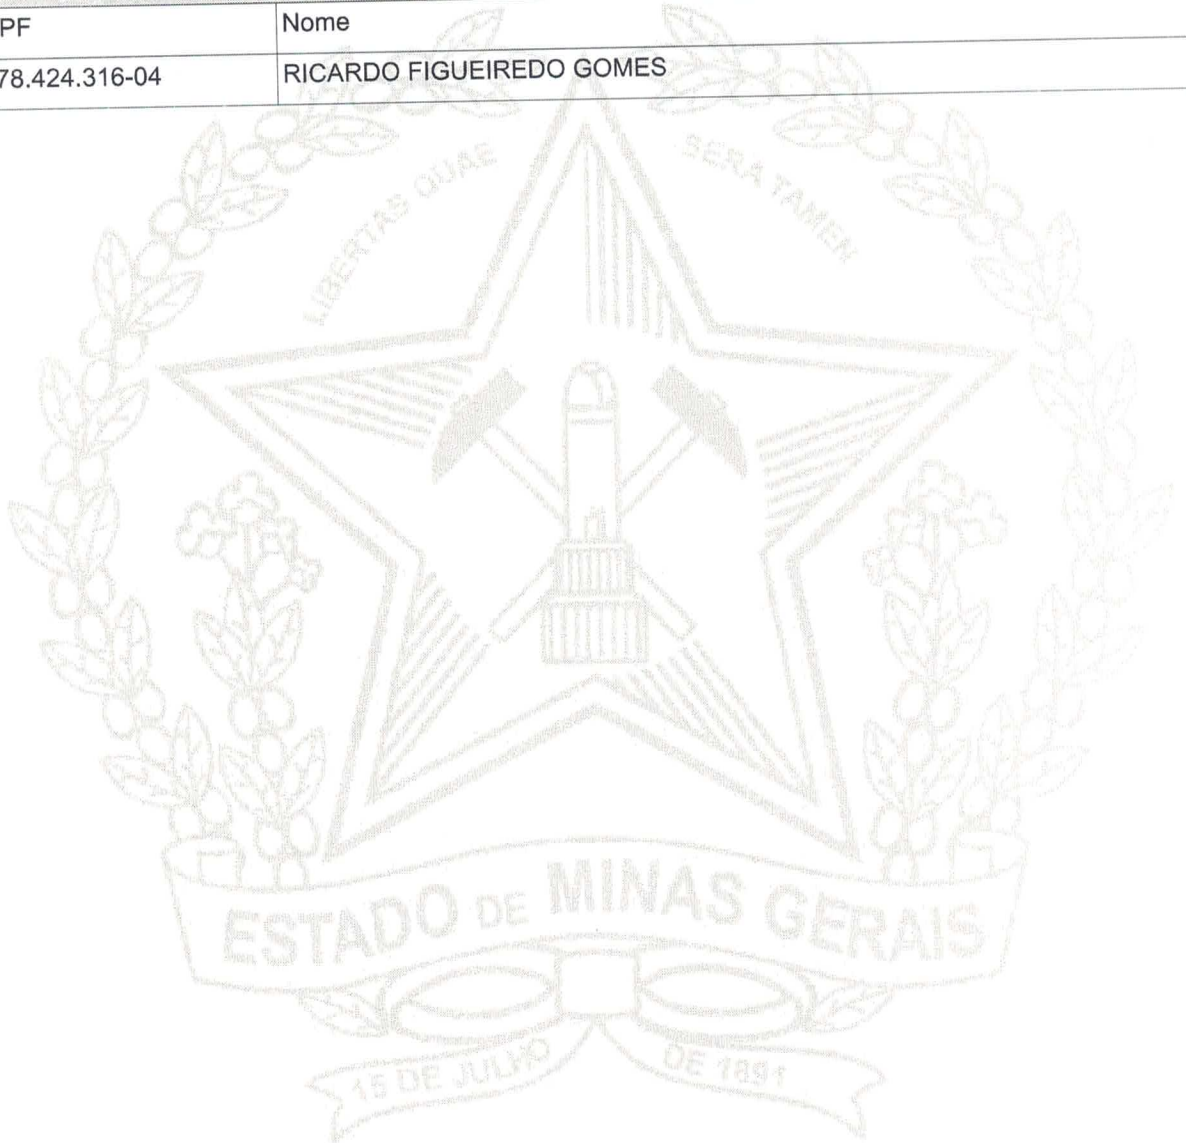 PF Nome
78.424.316-04 RICARDO FIGUEIREDO GOMES
LIBERTAS QUAE SERA TAMEN
ESTADO DE MINAS GERAIS
15 DE JULHO DE 1891